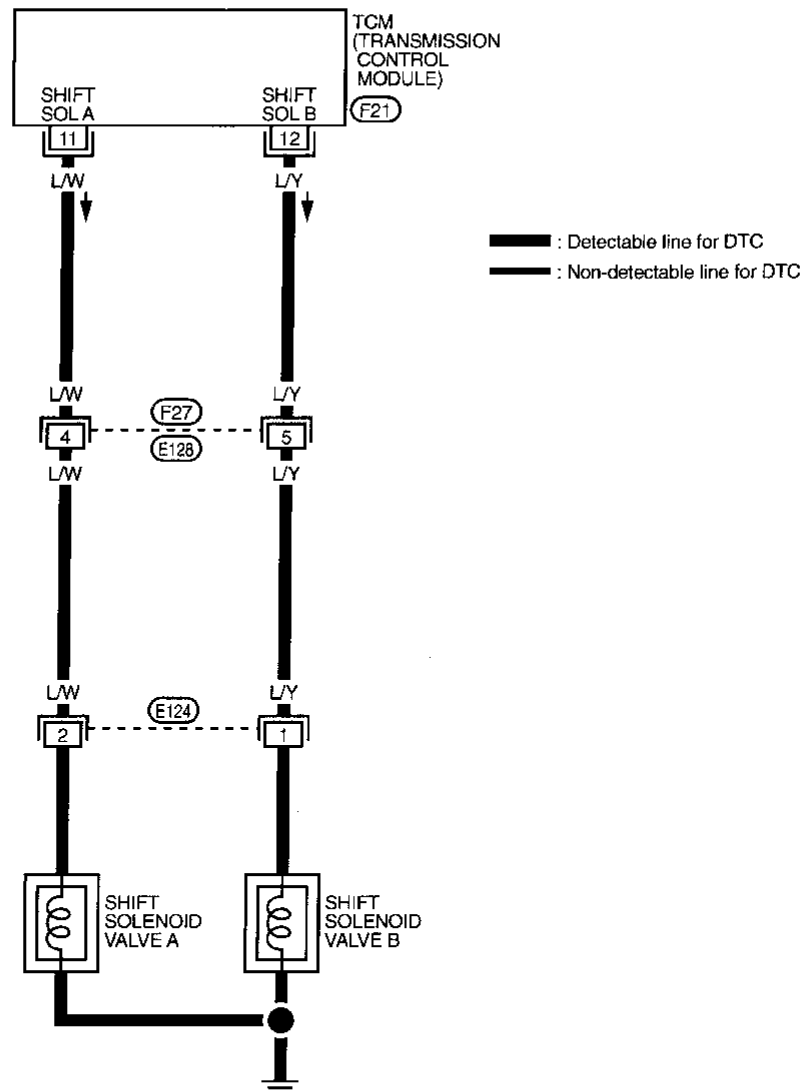 TCM
(TRANSMISSION
CONTROL
MODULE)
F21
SHIFT
SOL A
SHIFT
SOL B
11
12
L/W
L/Y
: Detectable line for DTC
: Non-detectable line for DTC
L/W
L/Y
F27
4
5
E128
L/W
L/Y
L/W
L/Y
E124
2
1
SHIFT
SOLENOID
VALVE A
SHIFT
SOLENOID
VALVE B